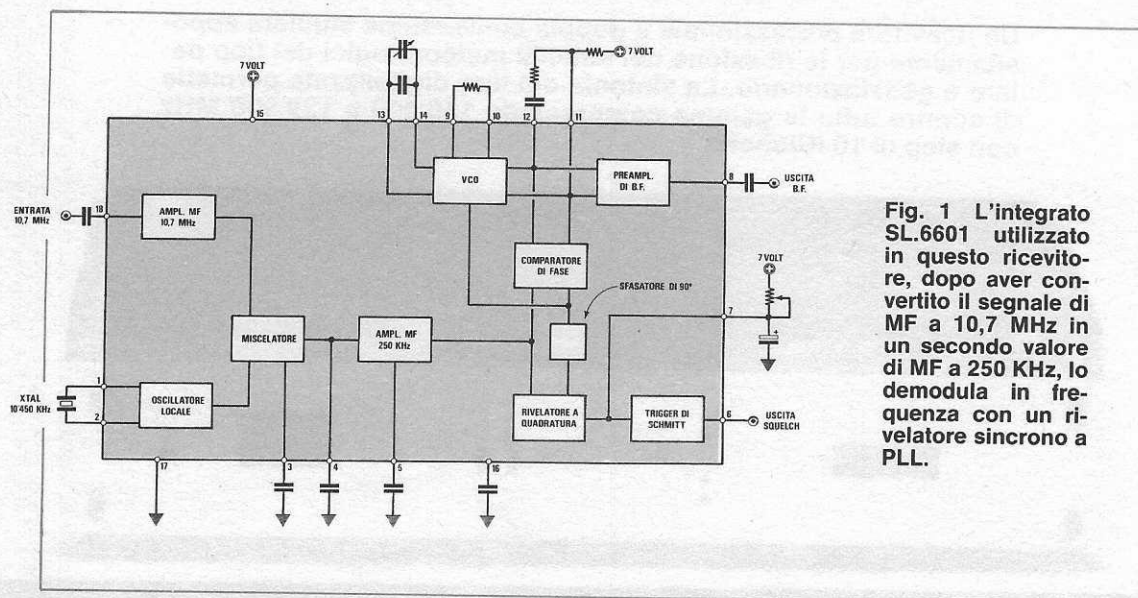 7 VOLT
7 VOLT
13
14
9
10
12
11
15
VCO
PREAMPL.
DI B.F.
8
USCITA
B.F.
ENTRATA
10,7 MHz
18
AMPL. MF
10,7 MHz
COMPARATORE
DI FASE
SFASATORE DI 90°
7 VOLT
7
MISCELATORE
AMPL. MF
250 KHz
XTAL
10'450 KHz
1
2
OSCILLATORE
LOCALE
RIVELATORE A
QUADRATURA
TRIGGER DI
SCHMITT
6
USCITA
SQUELCH
17
3
4
5
16
Fig. 1 L'integrato
SL.6601 utilizzato
in questo ricevito-
re, dopo aver con-
vertito il segnale di
MF a 10,7 MHz in
un secondo valore
di MF a 250 KHz, lo
demodula in fre-
quenza con un ri-
velatore sincrono a
PLL.